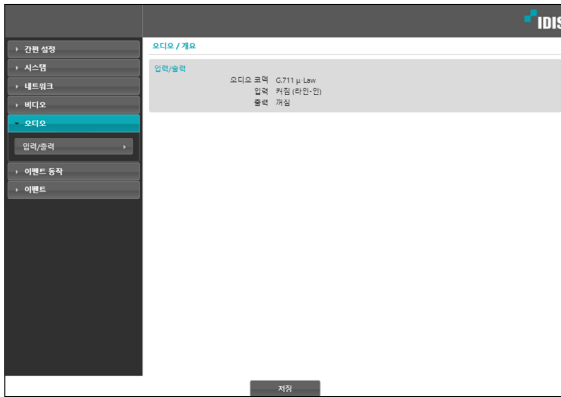 IDIS
간편 설정
시스템
네트워크
비디오
오디오
입력/출력
이벤트 동작
이벤트
오디오 / 개요
입력/출력
오디오 코덱 G.711 μ-Law
입력 켜짐 (라인-인)
출력 꺼짐
저장